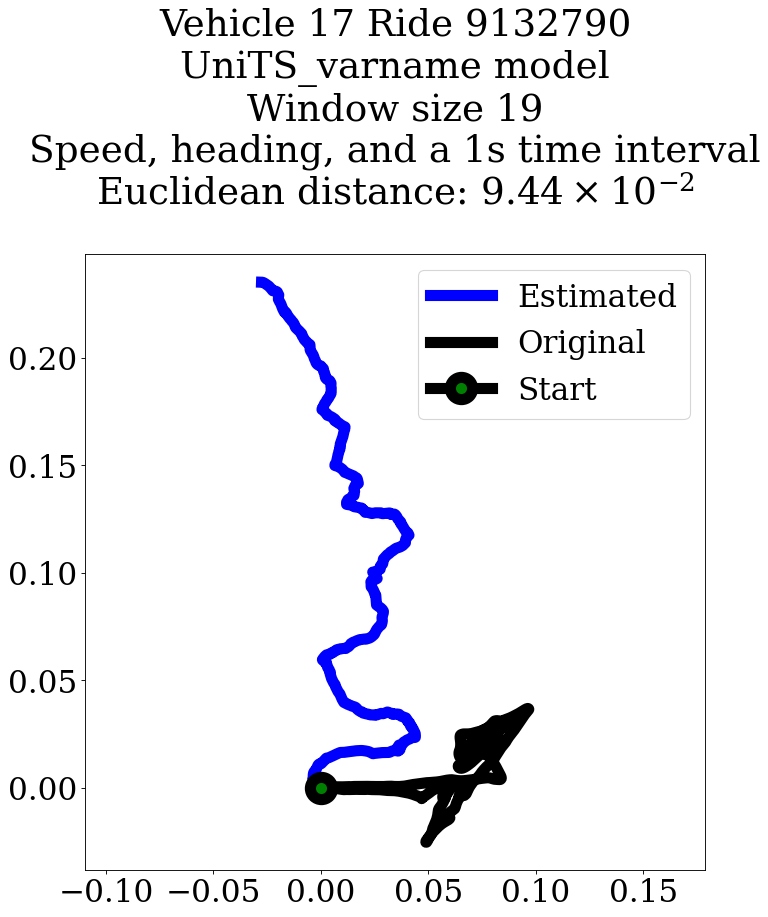 Vehicle 17 Ride 9132790
UniTS_varname model
Window size 19
Speed, heading, and a 1s time interval
Euclidean distance: 9.44 × 10⁻²
Estimated
Original
Start
0.20
0.15
0.10
0.05
0.00
−0.10 −0.05 0.00 0.05 0.10 0.15